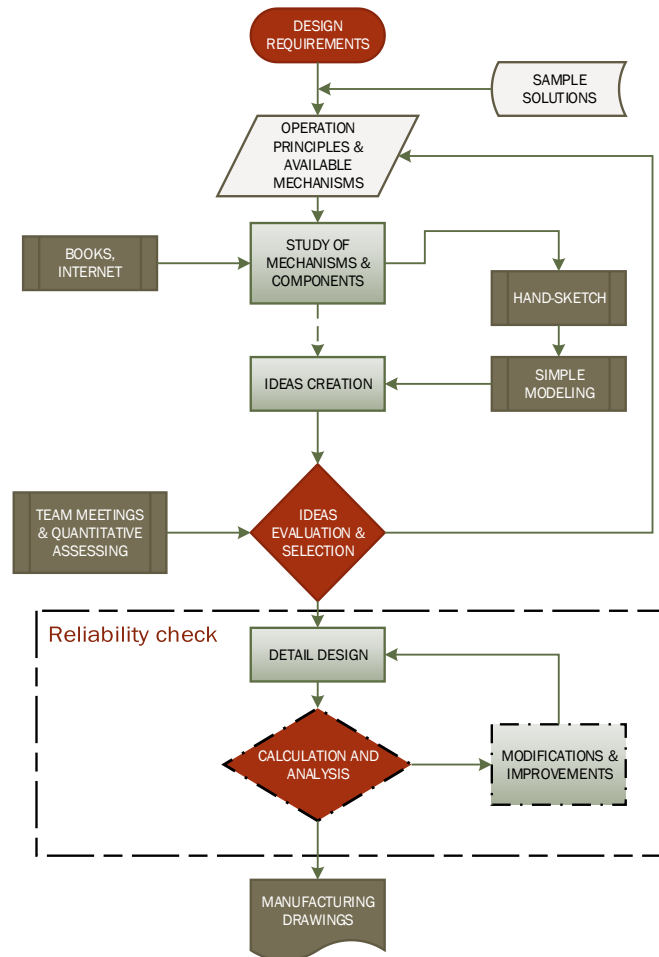 DESIGN
REQUIREMENTS
SAMPLE
SOLUTIONS
OPERATION
PRINCIPLES &
AVAILABLE
MECHANISMS
BOOKS,
INTERNET
STUDY OF
MECHANISMS &
COMPONENTS
HAND-SKETCH
IDEAS CREATION
SIMPLE
MODELING
TEAM MEETINGS
& QUANTITATIVE
ASSESSING
IDEAS
EVALUATION &
SELECTION
Reliability check
DETAIL DESIGN
CALCULATION AND
ANALYSIS
MODIFICATIONS &
IMPROVEMENTS
MANUFACTURING
DRAWINGS